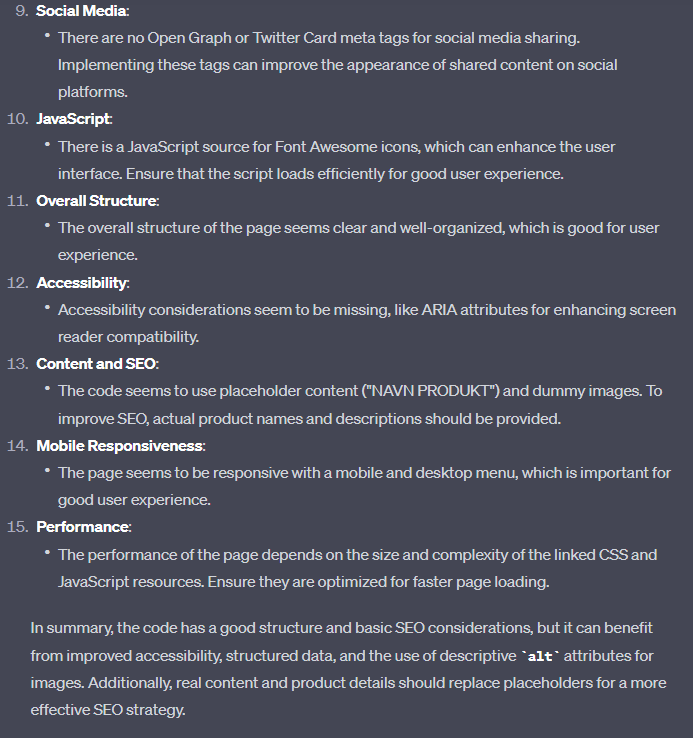 9. Social Media:
• There are no Open Graph or Twitter Card meta tags for social media sharing.
Implementing these tags can improve the appearance of shared content on social
platforms.
10. JavaScript:
• There is a JavaScript source for Font Awesome icons, which can enhance the user
interface. Ensure that the script loads efficiently for good user experience.
11. Overall Structure:
• The overall structure of the page seems clear and well-organized, which is good for user
experience.
12. Accessibility:
• Accessibility considerations seem to be missing, like ARIA attributes for enhancing screen
reader compatibility.
13. Content and SEO:
• The code seems to use placeholder content ("NAVN PRODUKT") and dummy images. To
improve SEO, actual product names and descriptions should be provided.
14. Mobile Responsiveness:
• The page seems to be responsive with a mobile and desktop menu, which is important for
good user experience.
15. Performance:
• The performance of the page depends on the size and complexity of the linked CSS and
JavaScript resources. Ensure they are optimized for faster page loading.
In summary, the code has a good structure and basic SEO considerations, but it can benefit
from improved accessibility, structured data, and the use of descriptive `alt` attributes for
images. Additionally, real content and product details should replace placeholders for a more
effective SEO strategy.